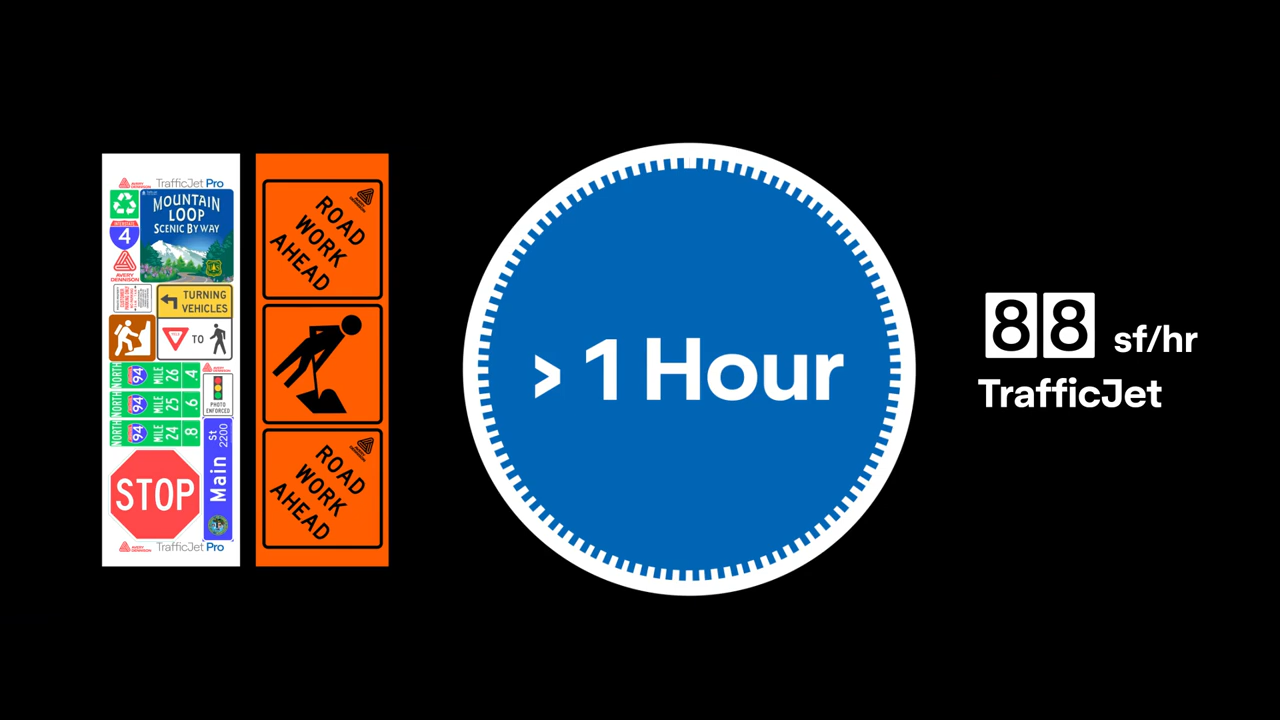 AVERY DENNISON
TrafficJet Pro
MOUNTAIN
LOOP
SCENIC BYWAY
INTERSTATE
4
AVERY
DENNISON
TURNING
VEHICLES
TO
NORTH 94 MILE 26 .4
NORTH 94 MILE 25 .6
NORTH 94 MILE 24 .8
PHOTO
ENFORCED
Main St
2200
STOP
AVERY DENNISON
TrafficJet Pro
ROAD
WORK
AHEAD
ROAD
WORK
AHEAD
> 1 Hour
88 sf/hr
TrafficJet